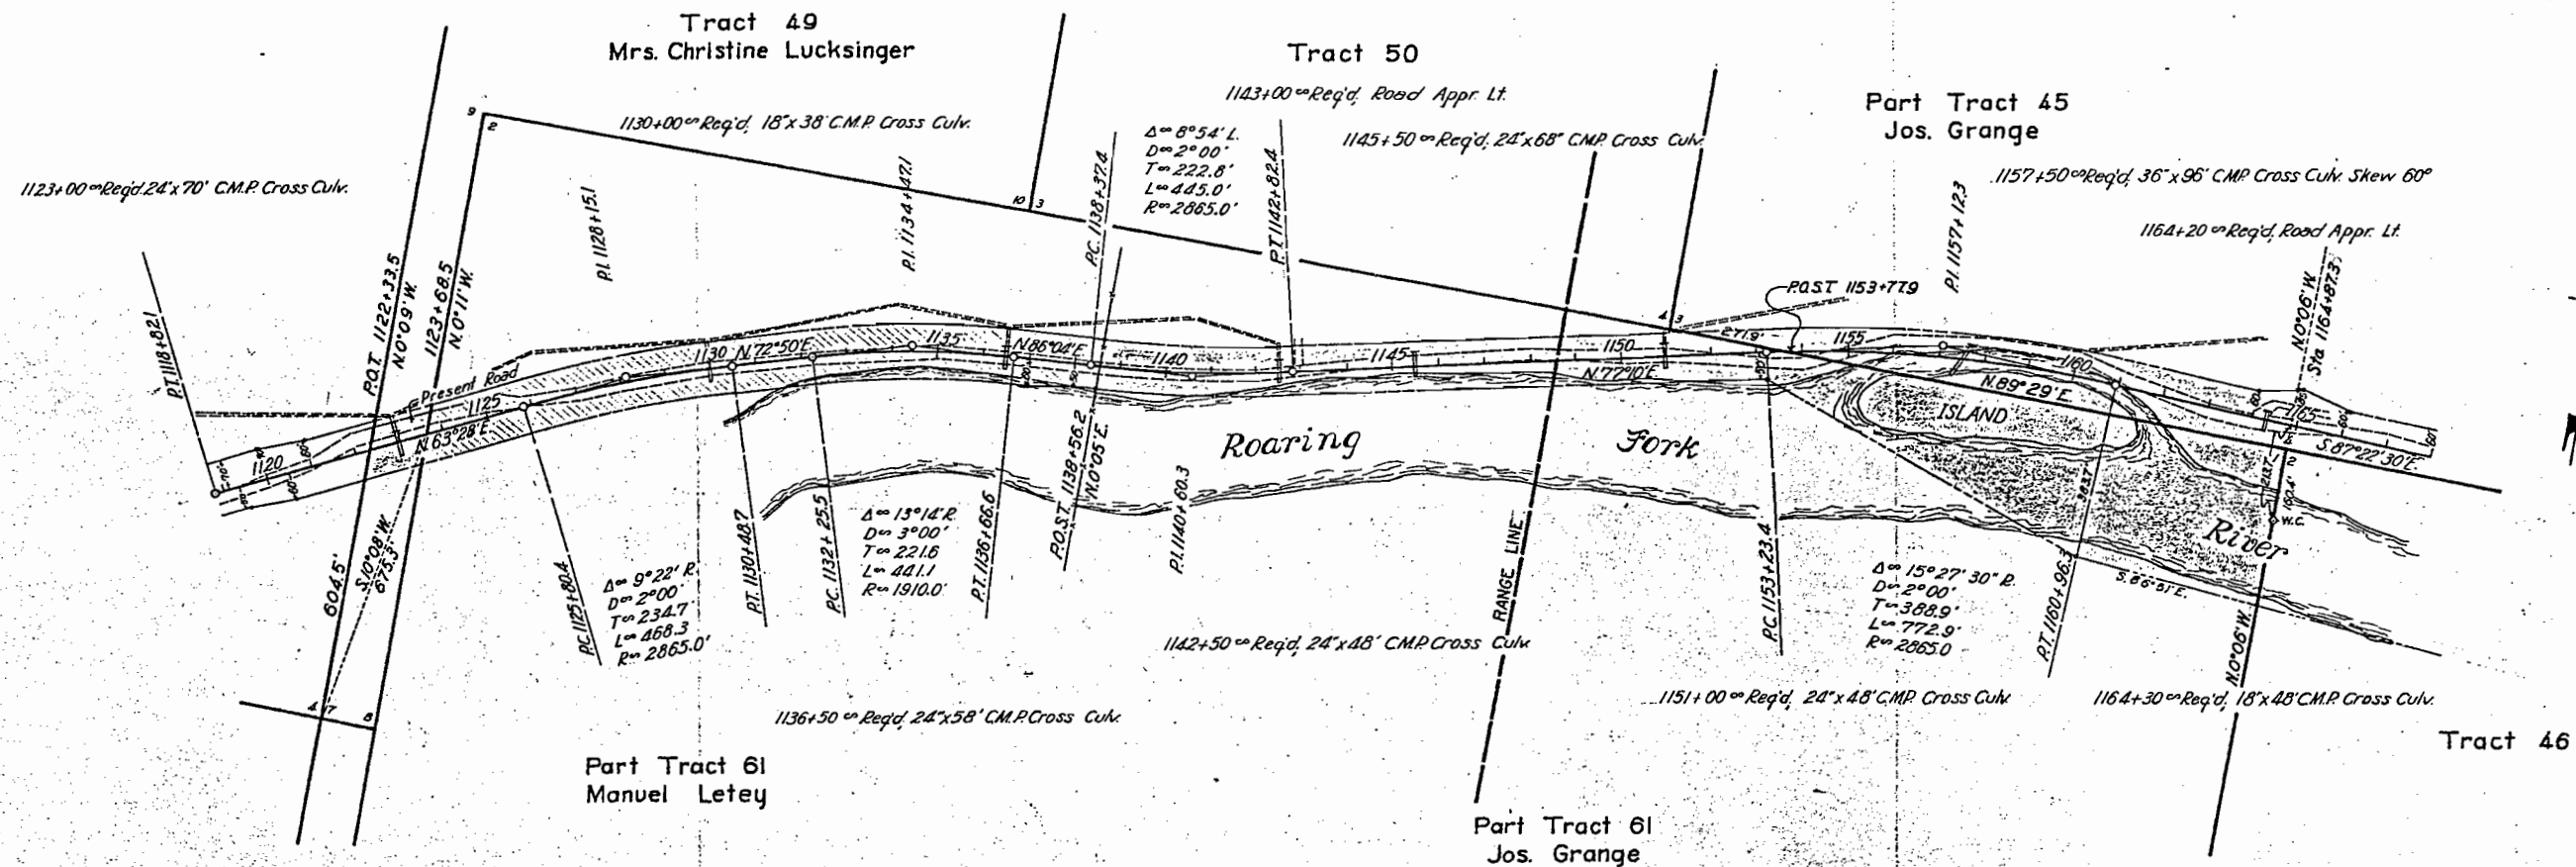 Tract 49
Mrs. Christine Lucksinger
Tract 50
1143+00 ∞ Req'd. Road Appr. Lt.
Part Tract 45
Jos. Grange
1130+00 ∞ Req'd. 18"x38' C.M.P. Cross Culv.
1145+50 ∞ Req'd. 24"x68" C.M.P. Cross Culv.
1123+00 ∞ Req'd. 24"x70' C.M.P. Cross Culv.
1157+50 ∞ Req'd. 36"x96' C.M.P. Cross Culv. Skew 60°
1164+20 ∞ Req'd. Road Appr. Lt.
9
2
10 3
4 3
Δ∞ 8°54' L.
D∞ 2°00'
T∞ 222.8'
L∞ 445.0'
R∞ 2865.0'
P.T. 1118+82.1
P.O.T. 1122+33.5
N.0°09'W.
1123+68.5
N.0°11'W.
P.I. 1128+15.1
P.I. 1134+47.1
P.C. 1138+37.4
P.T. 1142+82.4
P.O.S.T. 1153+77.9
P.I. 1157+12.3
N.0°06'W.
Sta 1164+87.3
Present Road
1120
1125
1130
1135
1140
1145
1150
1155
1160
1165
N.63°28'E.
N.72°50'E.
N.86°04'E.
N.77°10'E.
271.9'
N.89°29'E.
S.87°22'30"E.
ISLAND
Roaring Fork River
604.5'
S.10°08'W.
675.3'
P.C. 1125+80.4
Δ∞ 9°22' R.
D∞ 2°00'
T∞ 234.7'
L∞ 468.3
R∞ 2865.0'
P.T. 1130+48.7
P.C. 1132+25.5
Δ∞ 13°14' R.
D∞ 3°00'
T∞ 221.6
L∞ 441.1
R∞ 1910.0'
P.T. 1136+66.6
P.O.S.T. 1138+56.2
N.0°05'E.
P.I. 1140+60.3
RANGE LINE
P.C. 1153+23.4
Δ∞ 15°27'30" R.
D∞ 2°00'
T∞ 388.9'
L∞ 772.9'
R∞ 2865.0
P.T. 1160+96.3
S.86°51'E.
160.4'
W.C.
N.0°06'W.
1142+50 ∞ Req'd. 24"x48' C.M.P. Cross Culv.
1136+50 ∞ Req'd. 24"x58' C.M.P. Cross Culv.
1151+00 ∞ Req'd. 24"x48' C.M.P. Cross Culv.
1164+30 ∞ Req'd. 18"x48' C.M.P. Cross Culv.
Tract 46
Part Tract 61
Manuel Letey
Part Tract 61
Jos. Grange